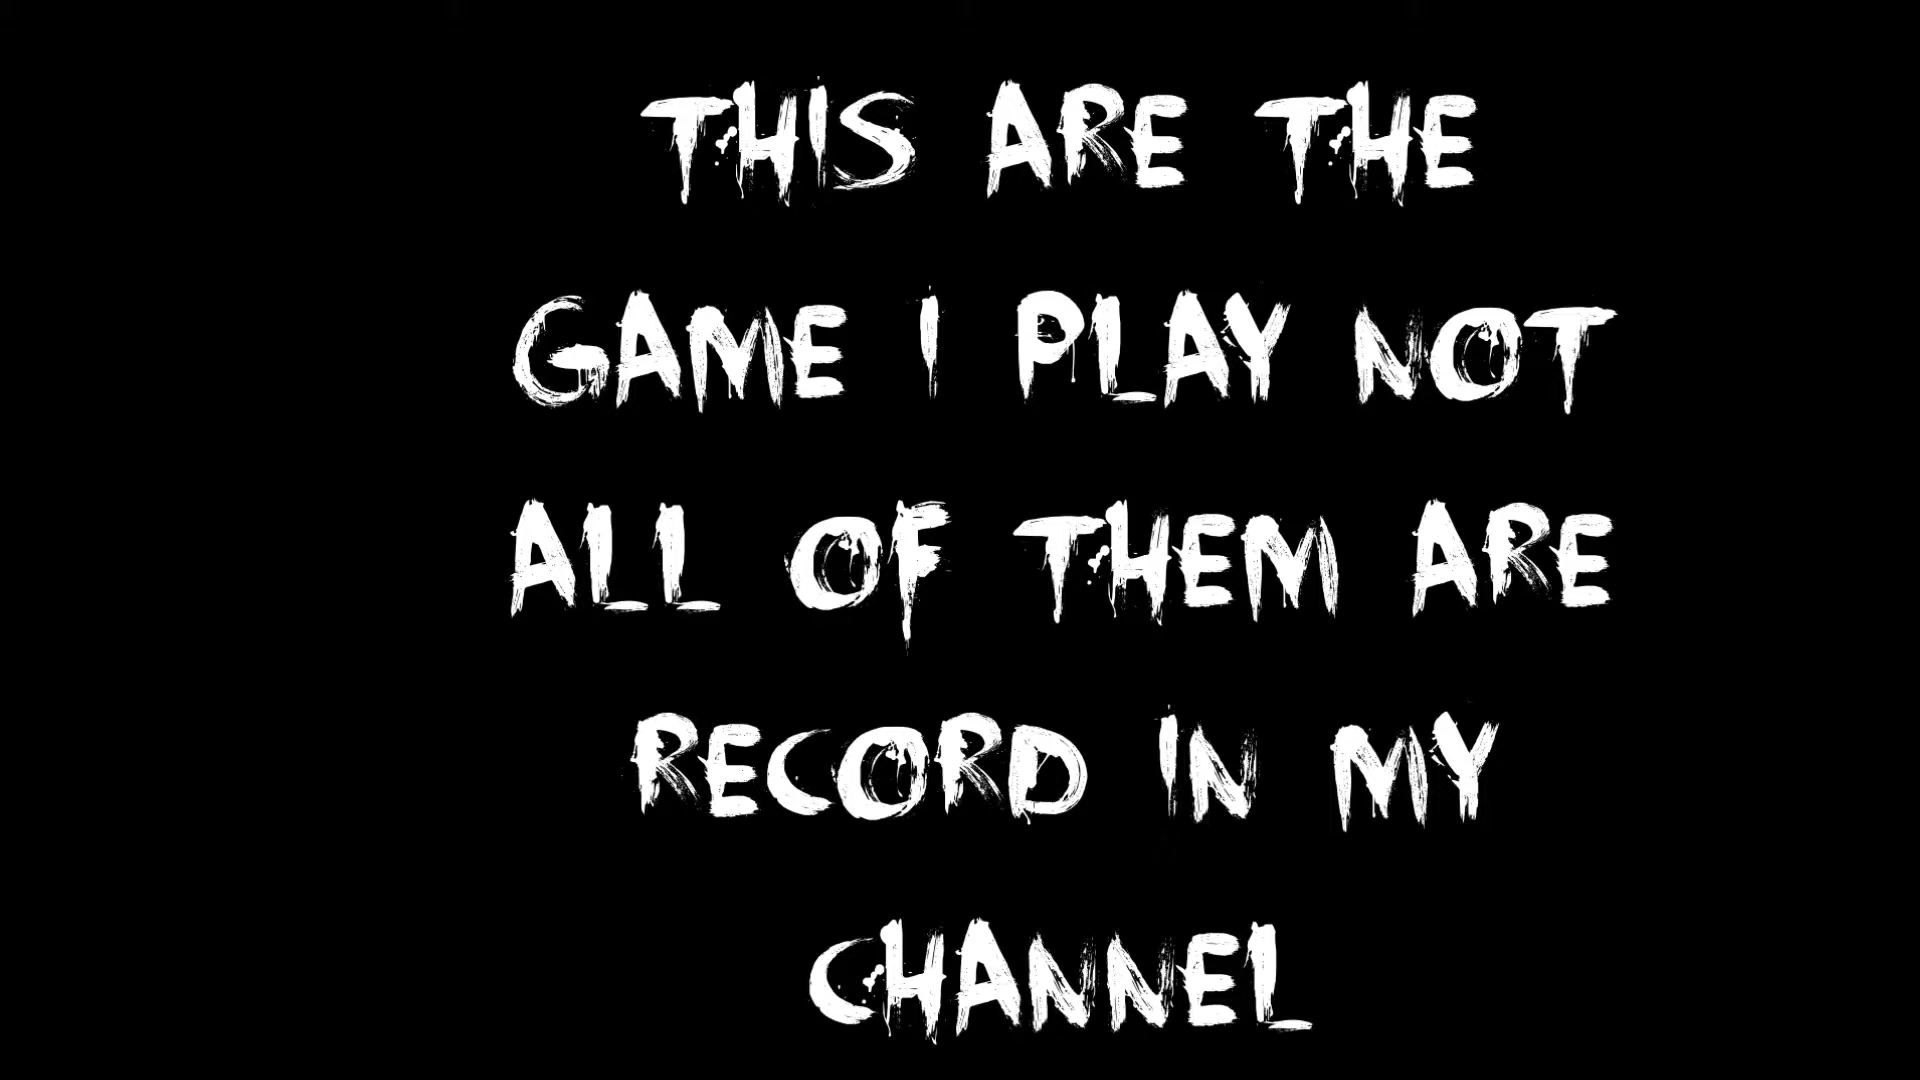 THIS ARE THE
GAME I PLAY NOT
ALL OF THEM ARE
RECORD IN MY
CHANNEL